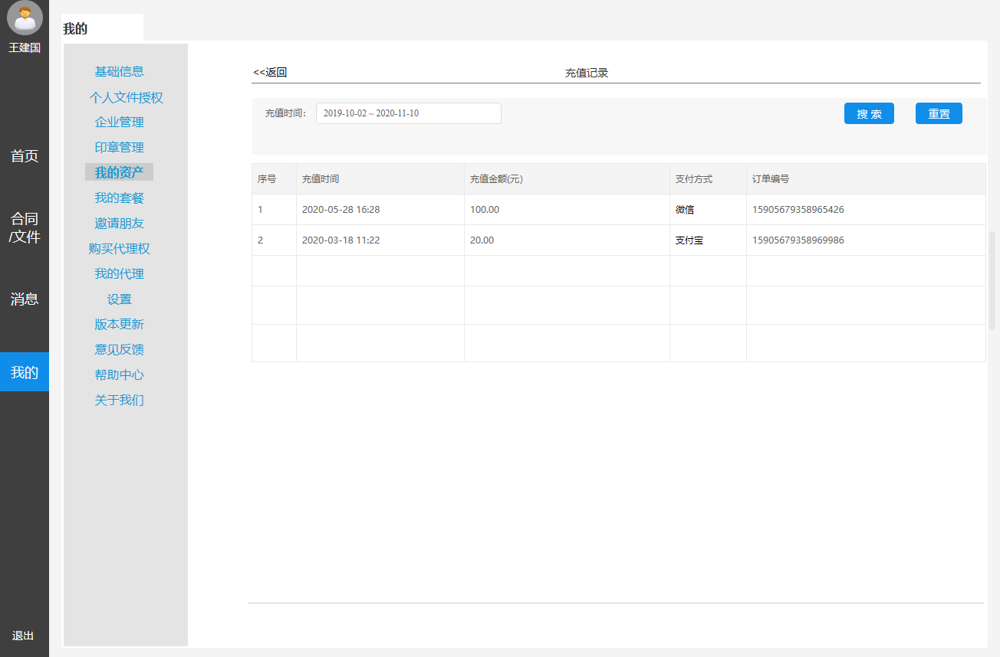 王建国
首页
合同
/文件
消息
我的
退出
我的
基础信息
个人文件授权
企业管理
印章管理
我的资产
我的套餐
邀请朋友
购买代理权
我的代理
设置
版本更新
意见反馈
帮助中心
关于我们
<<返回 充值记录
充值时间： 2019-10-02 ~ 2020-11-10 搜 索 重置
序号 充值时间 充值金额(元) 支付方式 订单编号
1 2020-05-28 16:28 100.00 微信 15905679358965426
2 2020-03-18 11:22 20.00 支付宝 15905679358969986